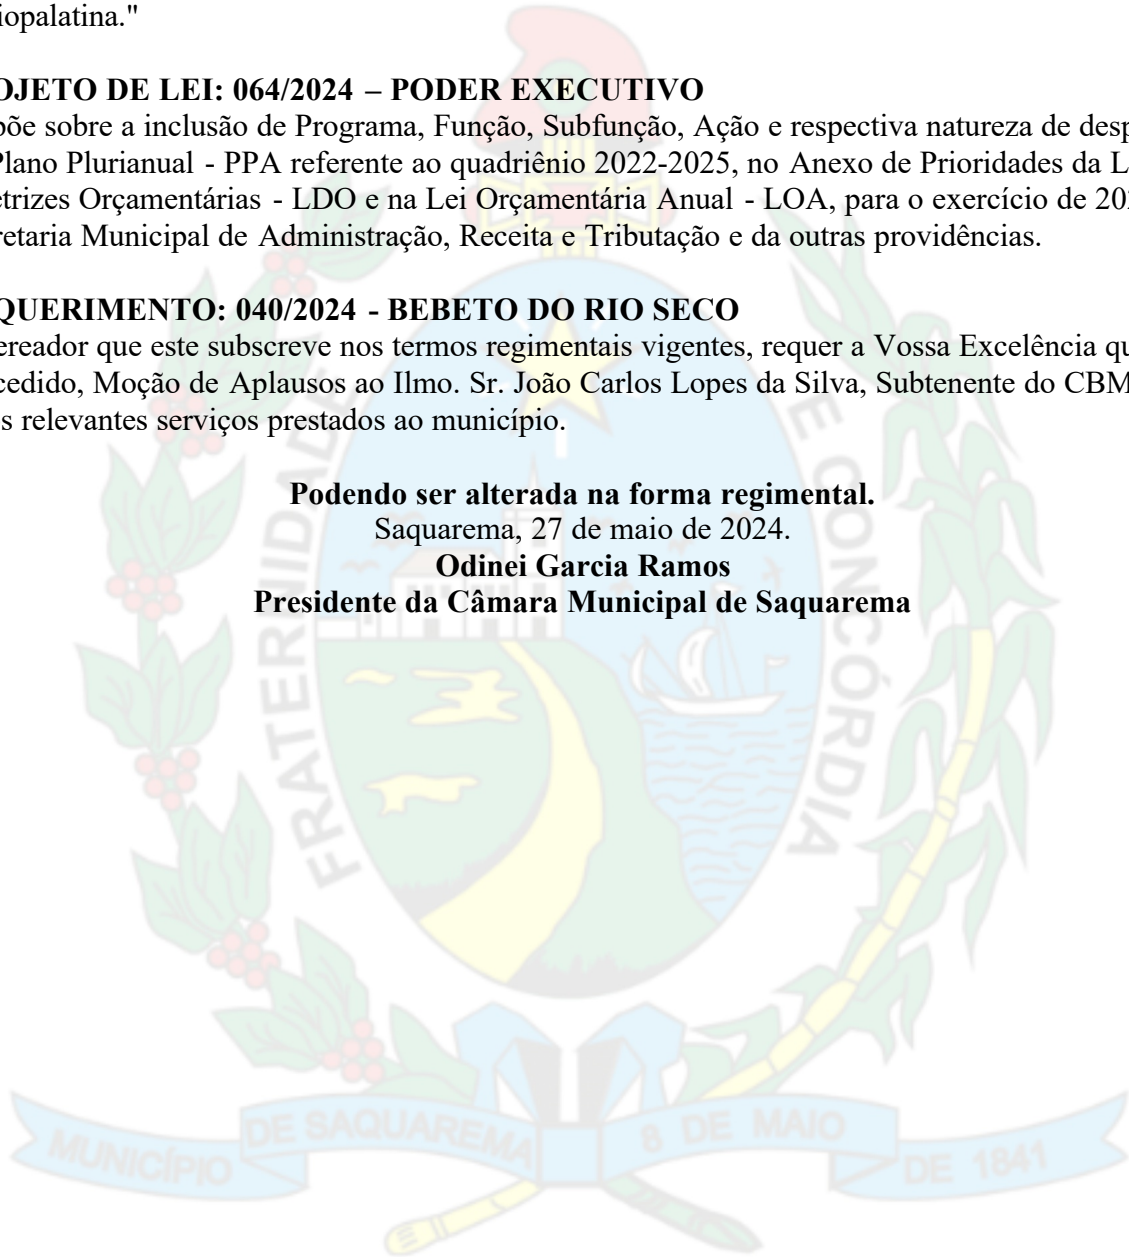 iopalatina."
OJETO DE LEI: 064/2024 – PODER EXECUTIVO
põe sobre a inclusão de Programa, Função, Subfunção, Ação e respectiva natureza de desp
Plano Plurianual - PPA referente ao quadriênio 2022-2025, no Anexo de Prioridades da L
etrizes Orçamentárias - LDO e na Lei Orçamentária Anual - LOA, para o exercício de 20
retaria Municipal de Administração, Receita e Tributação e da outras providências.
QUERIMENTO: 040/2024 - BEBETO DO RIO SECO
ereador que este subscreve nos termos regimentais vigentes, requer a Vossa Excelência qu
cedido, Moção de Aplausos ao Ilmo. Sr. João Carlos Lopes da Silva, Subtenente do CBM
s relevantes serviços prestados ao município.
Podendo ser alterada na forma regimental.
Saquarema, 27 de maio de 2024.
Odinei Garcia Ramos
Presidente da Câmara Municipal de Saquarema
FRATERNIDADE E CONCÓRDIA
MUNICÍPIO DE SAQUAREMA 8 DE MAIO DE 1841